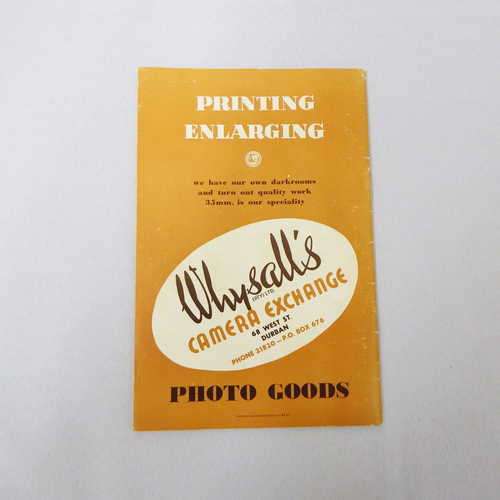 PRINTING
ENLARGING
we have our own darkrooms
and turn out quality work
35mm. is our speciality
Whysall's
(PTY) LTD
CAMERA EXCHANGE
68 WEST ST.
DURBAN
PHONE 21820 - P.O. BOX 676
PHOTO GOODS